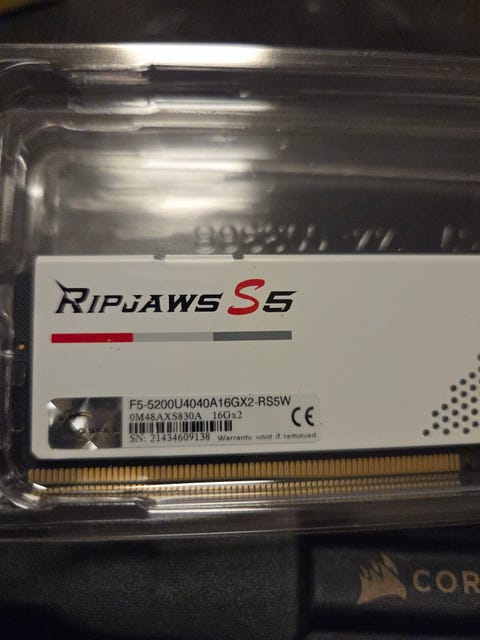 RIPJAWS S5
F5-5200U4040A16GX2-RS5W
0M48AXS830A 16Gx2
SN: 21434609138 Warranty void if removed
CE
COR